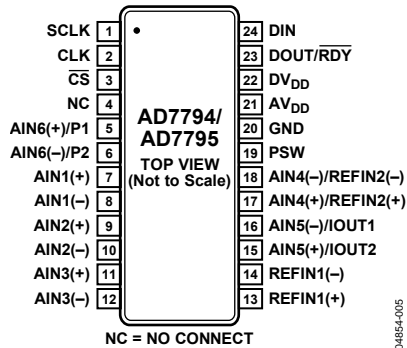 SCLK 1
CLK 2
CS 3
NC 4
AIN6(+)/P1 5
AIN6(–)/P2 6
AIN1(+) 7
AIN1(–) 8
AIN2(+) 9
AIN2(–) 10
AIN3(+) 11
AIN3(–) 12
AD7794/
AD7795
TOP VIEW
(Not to Scale)
24 DIN
23 DOUT/RDY
22 DVDD
21 AVDD
20 GND
19 PSW
18 AIN4(–)/REFIN2(–)
17 AIN4(+)/REFIN2(+)
16 AIN5(–)/IOUT1
15 AIN5(+)/IOUT2
14 REFIN1(–)
13 REFIN1(+)
NC = NO CONNECT
04854-005